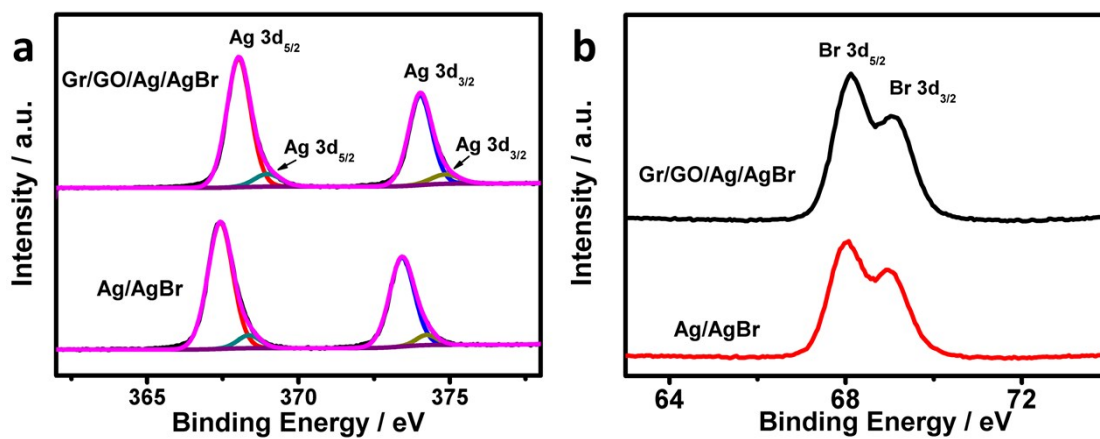 a
Intensity / a.u.
Ag 3d5/2
Gr/GO/Ag/AgBr
Ag 3d3/2
Ag 3d5/2
Ag 3d3/2
Ag/AgBr
365 370 375
Binding Energy / eV
b
Intensity / a.u.
Br 3d5/2
Br 3d3/2
Gr/GO/Ag/AgBr
Ag/AgBr
64 68 72
Binding Energy / eV